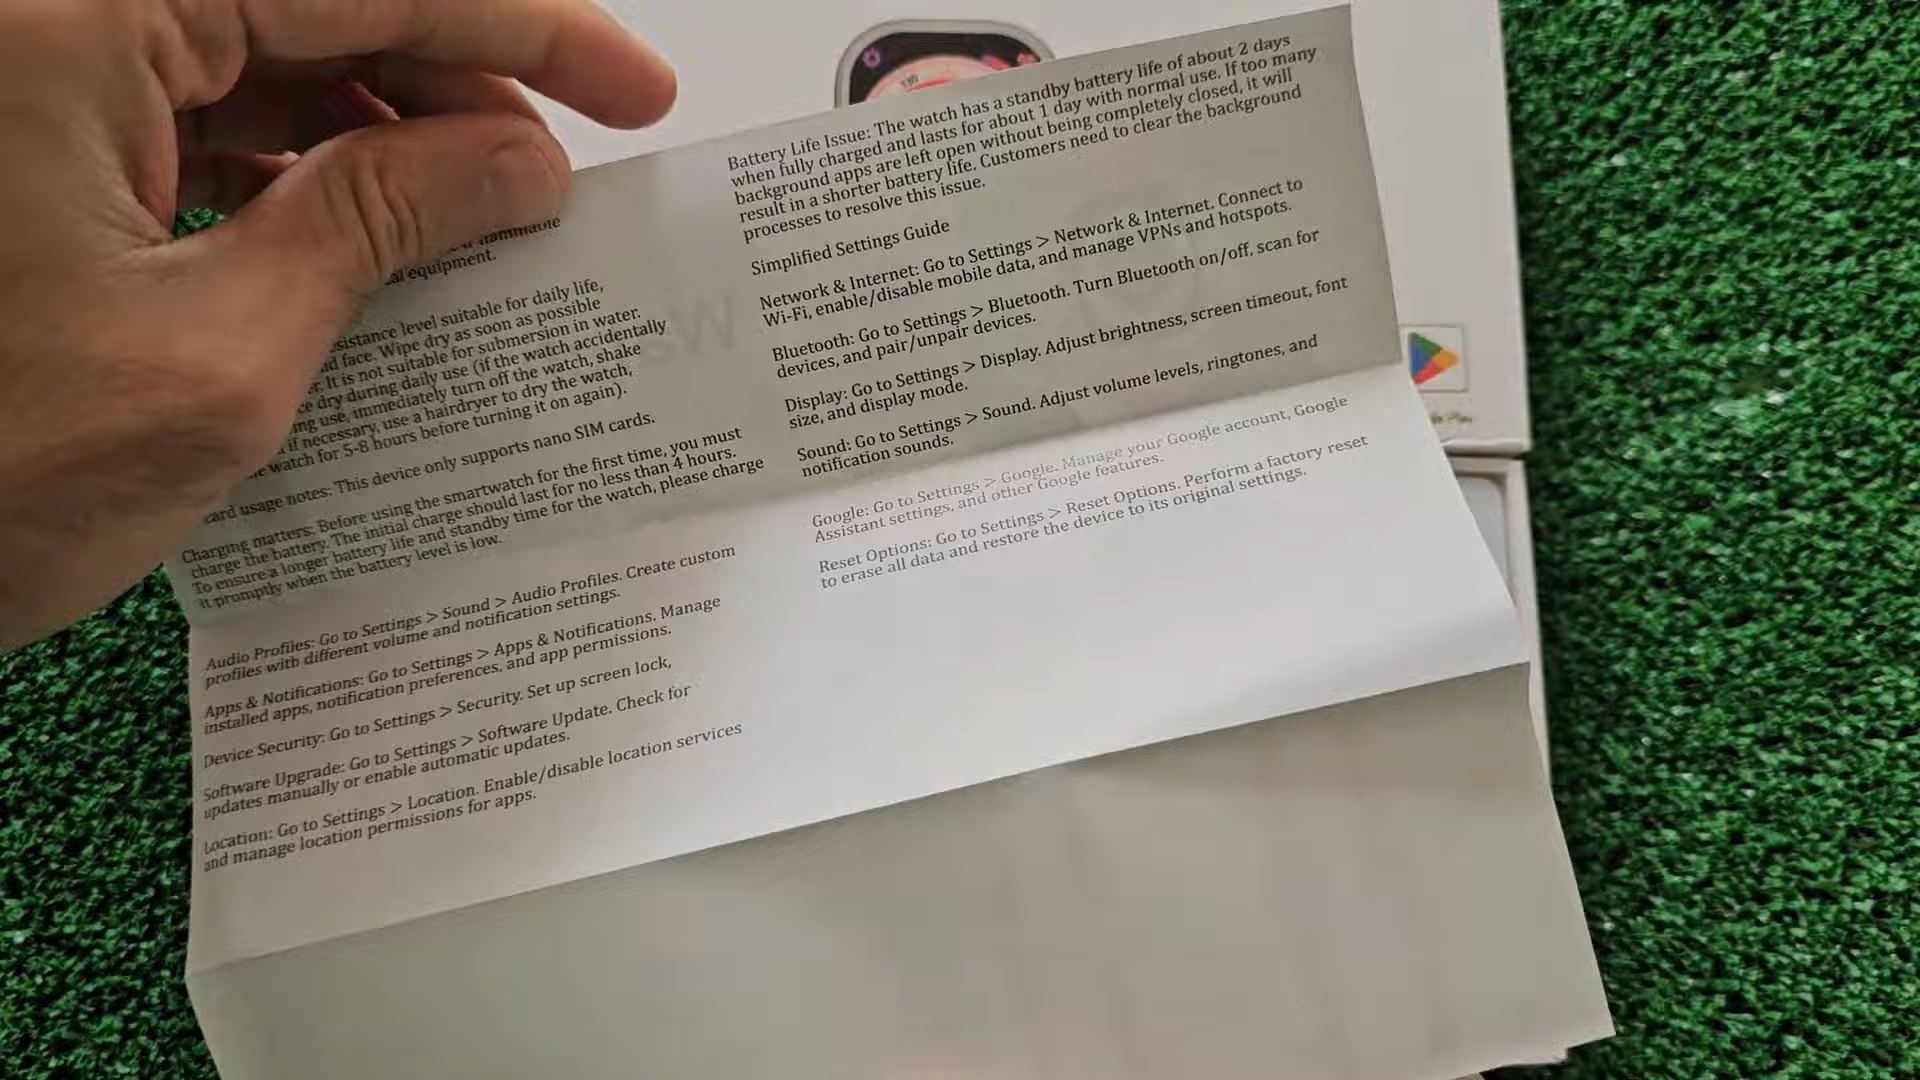 flammable
equipment.
sistance level suitable for daily life,
face. Wipe dry as soon as possible
It is not suitable for submersion in water.
dry during daily use (if the watch accidentally
use, immediately turn off the watch, shake
if necessary, use a hairdryer to dry the watch,
watch for 5-8 hours before turning it on again).
card usage notes: This device only supports nano SIM cards.
Charging matters: Before using the smartwatch for the first time, you must
charge the battery. The initial charge should last for no less than 4 hours.
To ensure a longer battery life and standby time for the watch, please charge
it promptly when the battery level is low.
Audio Profiles: Go to Settings > Sound > Audio Profiles. Create custom
profiles with different volume and notification settings.
Apps & Notifications: Go to Settings > Apps & Notifications. Manage
installed apps, notification preferences, and app permissions.
Device Security: Go to Settings > Security. Set up screen lock,
Software Upgrade: Go to Settings > Software Update. Check for
updates manually or enable automatic updates.
Location: Go to Settings > Location. Enable/disable location services
and manage location permissions for apps.
Battery Life Issue: The watch has a standby battery life of about 2 days
when fully charged and lasts for about 1 day with normal use. If too many
background apps are left open without being completely closed, it will
result in a shorter battery life. Customers need to clear the background
processes to resolve this issue.
Simplified Settings Guide
Network & Internet: Go to Settings > Network & Internet. Connect to
Wi-Fi, enable/disable mobile data, and manage VPNs and hotspots.
Bluetooth: Go to Settings > Bluetooth. Turn Bluetooth on/off, scan for
devices, and pair/unpair devices.
Display: Go to Settings > Display. Adjust brightness, screen timeout, font
size, and display mode.
Sound: Go to Settings > Sound. Adjust volume levels, ringtones, and
notification sounds.
Google: Go to Settings > Google. Manage your Google account, Google
Assistant settings, and other Google features.
Reset Options: Go to Settings > Reset Options. Perform a factory reset
to erase all data and restore the device to its original settings.